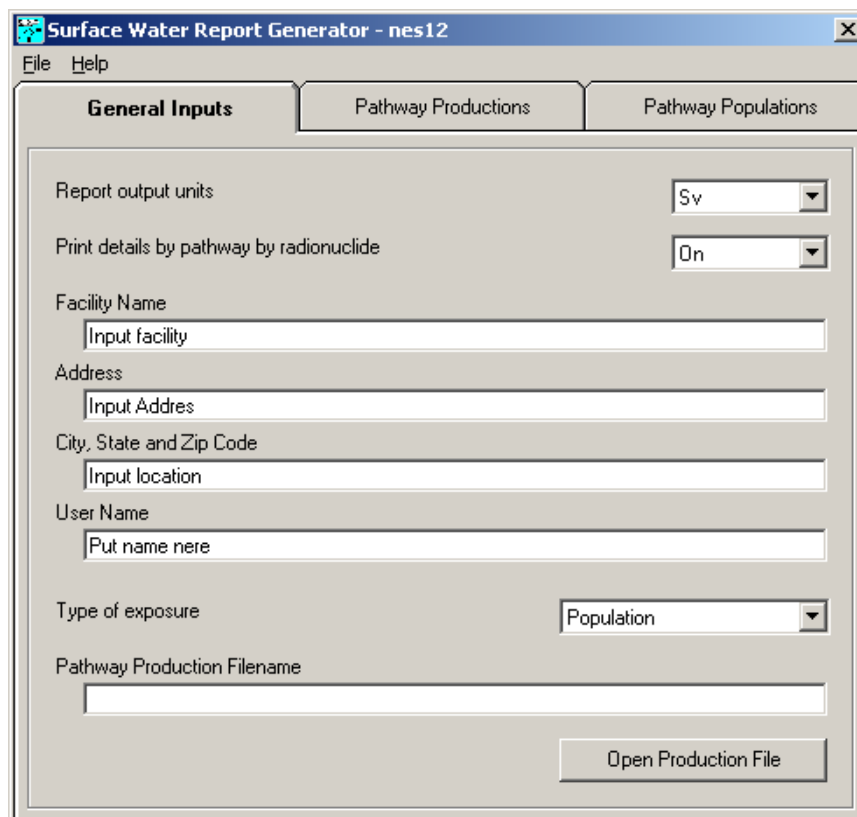 Surface Water Report Generator - nes12
File Help
General Inputs Pathway Productions Pathway Populations
Report output units Sv
Print details by pathway by radionuclide On
Facility Name
Input facility
Address
Input Addres
City, State and Zip Code
Input location
User Name
Put name nere
Type of exposure Population
Pathway Production Filename
Open Production File